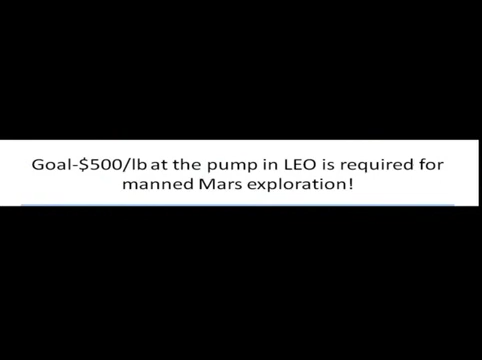 Goal-$500/lb at the pump in LEO is required for
manned Mars exploration!